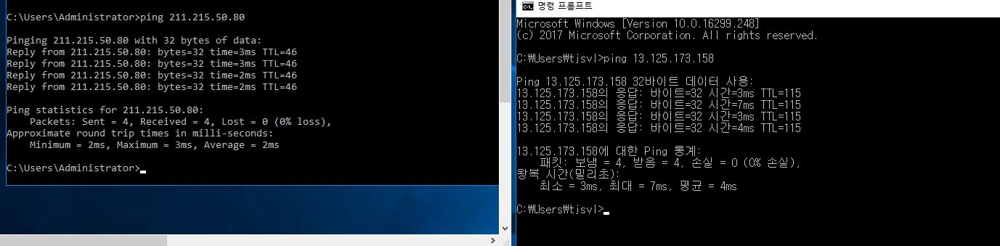 C:\Users\Administrator>ping 211.215.50.80
Pinging 211.215.50.80 with 32 bytes of data:
Reply from 211.215.50.80: bytes=32 time=3ms TTL=46
Reply from 211.215.50.80: bytes=32 time=3ms TTL=46
Reply from 211.215.50.80: bytes=32 time=2ms TTL=46
Reply from 211.215.50.80: bytes=32 time=2ms TTL=46
Ping statistics for 211.215.50.80:
Packets: Sent = 4, Received = 4, Lost = 0 (0% loss),
Approximate round trip times in milli-seconds:
Minimum = 2ms, Maximum = 3ms, Average = 2ms
C:\Users\Administrator>
명령 프롬프트
Microsoft Windows [Version 10.0.16299.248]
(c) 2017 Microsoft Corporation. All rights reserved.
C:₩Users₩tjsvl>ping 13.125.173.158
Ping 13.125.173.158 32바이트 데이터 사용:
13.125.173.158의 응답: 바이트=32 시간=3ms TTL=115
13.125.173.158의 응답: 바이트=32 시간=7ms TTL=115
13.125.173.158의 응답: 바이트=32 시간=3ms TTL=115
13.125.173.158의 응답: 바이트=32 시간=4ms TTL=115
13.125.173.158에 대한 Ping 통계:
패킷: 보냄 = 4, 받음 = 4, 손실 = 0 (0% 손실),
왕복 시간(밀리초):
최소 = 3ms, 최대 = 7ms, 평균 = 4ms
C:₩Users₩tjsvl>